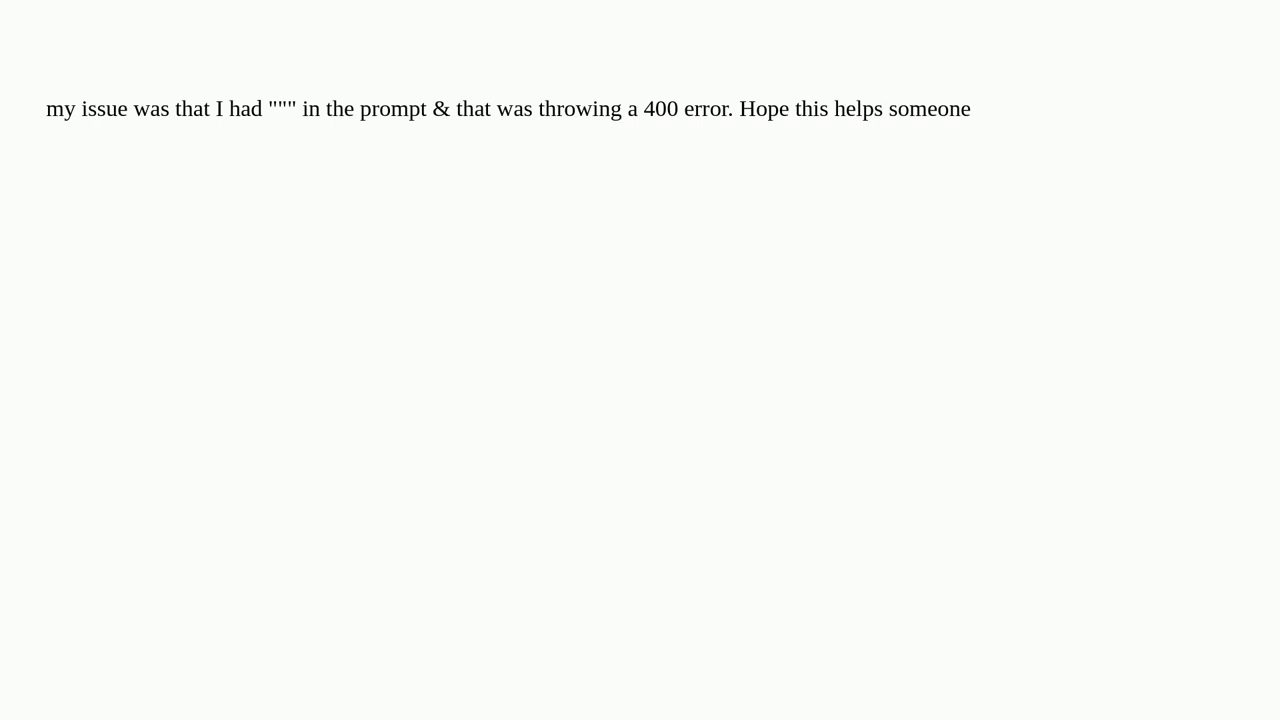 my issue was that I had """ in the prompt & that was throwing a 400 error. Hope this helps someone